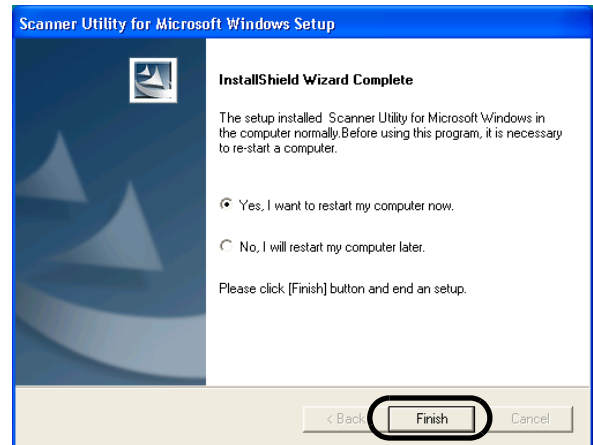 Scanner Utility for Microsoft Windows Setup
InstallShield Wizard Complete
The setup installed Scanner Utility for Microsoft Windows in
the computer normally.Before using this program, it is necessary
to re-start a computer.
Yes, I want to restart my computer now.
No, I will restart my computer later.
Please click [Finish] button and end an setup.
< Back Finish Cancel